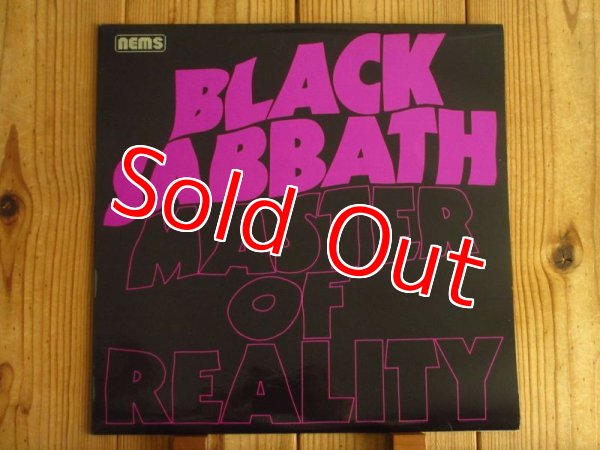 nems
BLACK
SABBATH
Sold Out
MASTER
OF
REALITY